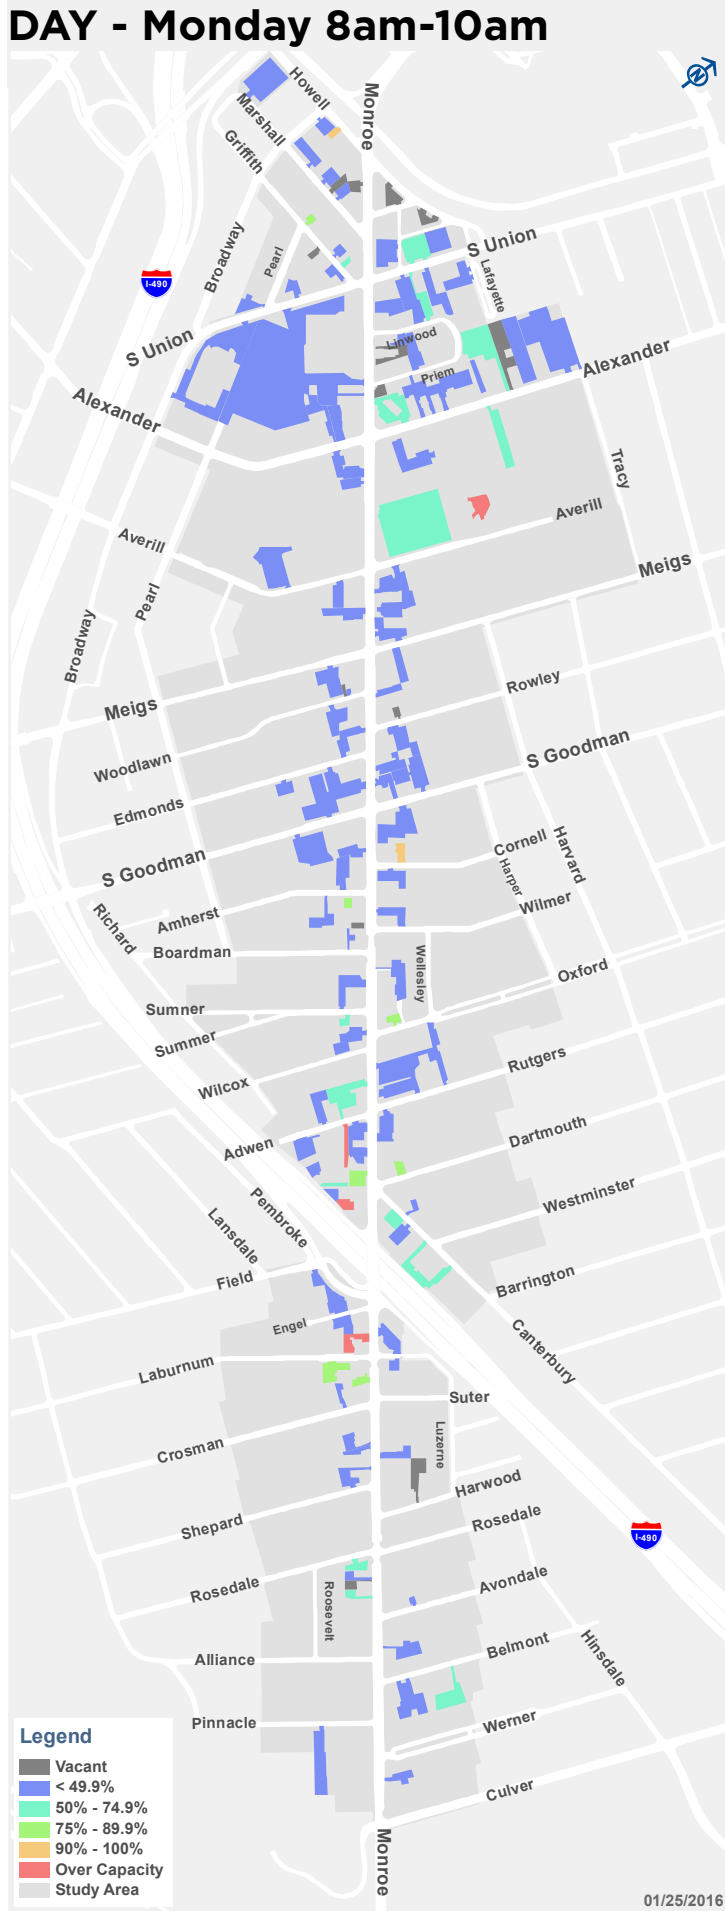 DAY - Monday 8am-10am
N
Howell
Monroe
Marshall
Griffith
Broadway
Pearl
S Union
Lafayette
I-490
S Union
Linwood
Priem
Alexander
Alexander
Tracy
Averill
Averill
Meigs
Pearl
Broadway
Rowley
Meigs
S Goodman
Woodlawn
Edmonds
Cornell
Harvard
Harper
S Goodman
Wilmer
Richard
Amherst
Boardman
Wellesley
Oxford
Sumner
Summer
Rutgers
Wilcox
Dartmouth
Adwen
Westminster
Pembroke
Lansdale
Field
Barrington
Engel
Canterbury
Laburnum
Suter
Luzerne
Crosman
Harwood
Shepard
Rosedale
I-490
Rosedale
Roosevelt
Avondale
Alliance
Belmont
Hinsdale
Pinnacle
Werner
Culver
Monroe
Legend
Vacant
< 49.9%
50% - 74.9%
75% - 89.9%
90% - 100%
Over Capacity
Study Area
01/25/2016